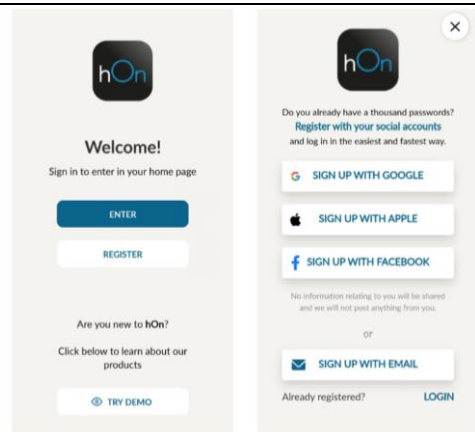 hOn
Welcome!
Sign in to enter in your home page
ENTER
REGISTER
Are you new to hOn?
Click below to learn about our
products
TRY DEMO
hOn
Do you already have a thousand passwords?
Register with your social accounts
and log in in the easiest and fastest way.
SIGN UP WITH GOOGLE
SIGN UP WITH APPLE
SIGN UP WITH FACEBOOK
No information relating to you will be shared
and we will not post anything from you.
or
SIGN UP WITH EMAIL
Already registered? LOGIN